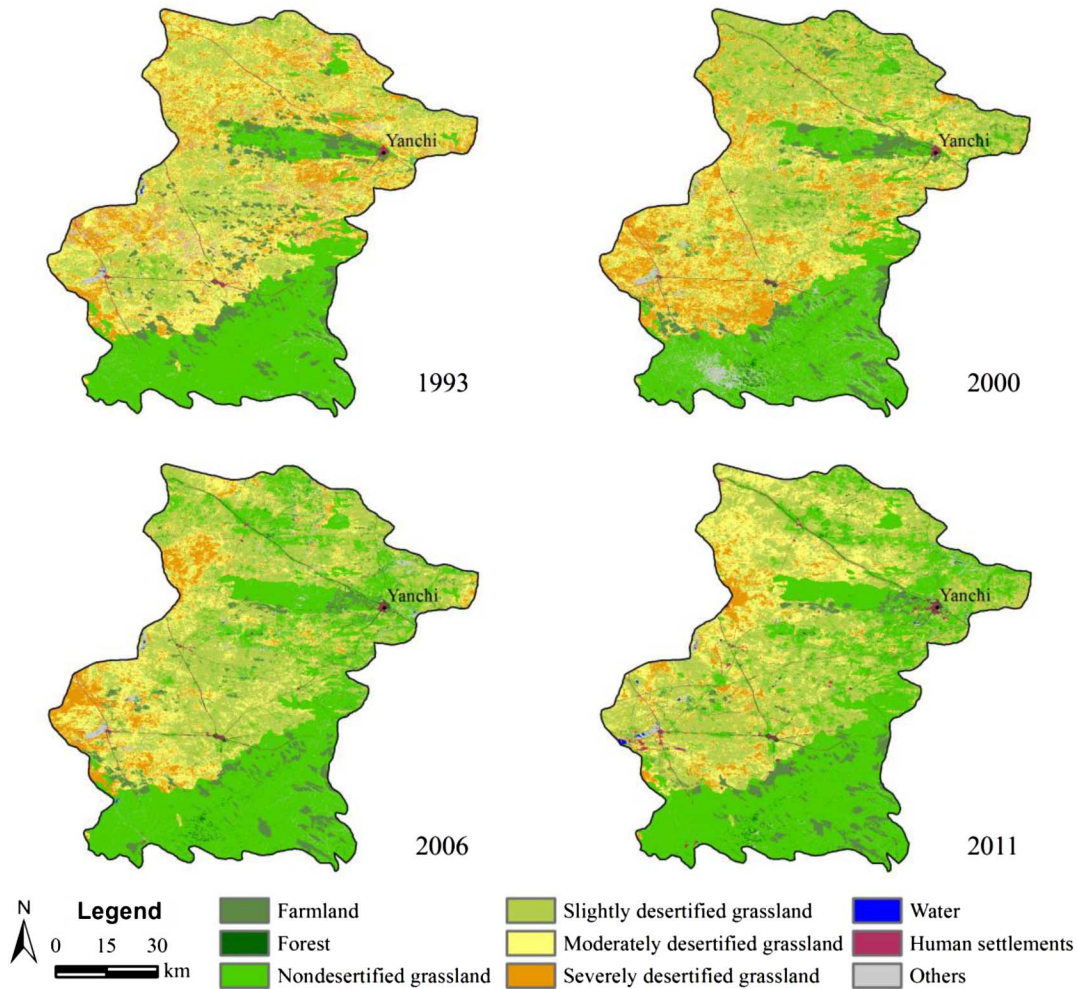 Yanchi
1993
Yanchi
2000
Yanchi
2006
Yanchi
2011
N
Legend
0 15 30
km
Farmland
Forest
Nondesertified grassland
Slightly desertified grassland
Moderately desertified grassland
Severely desertified grassland
Water
Human settlements
Others